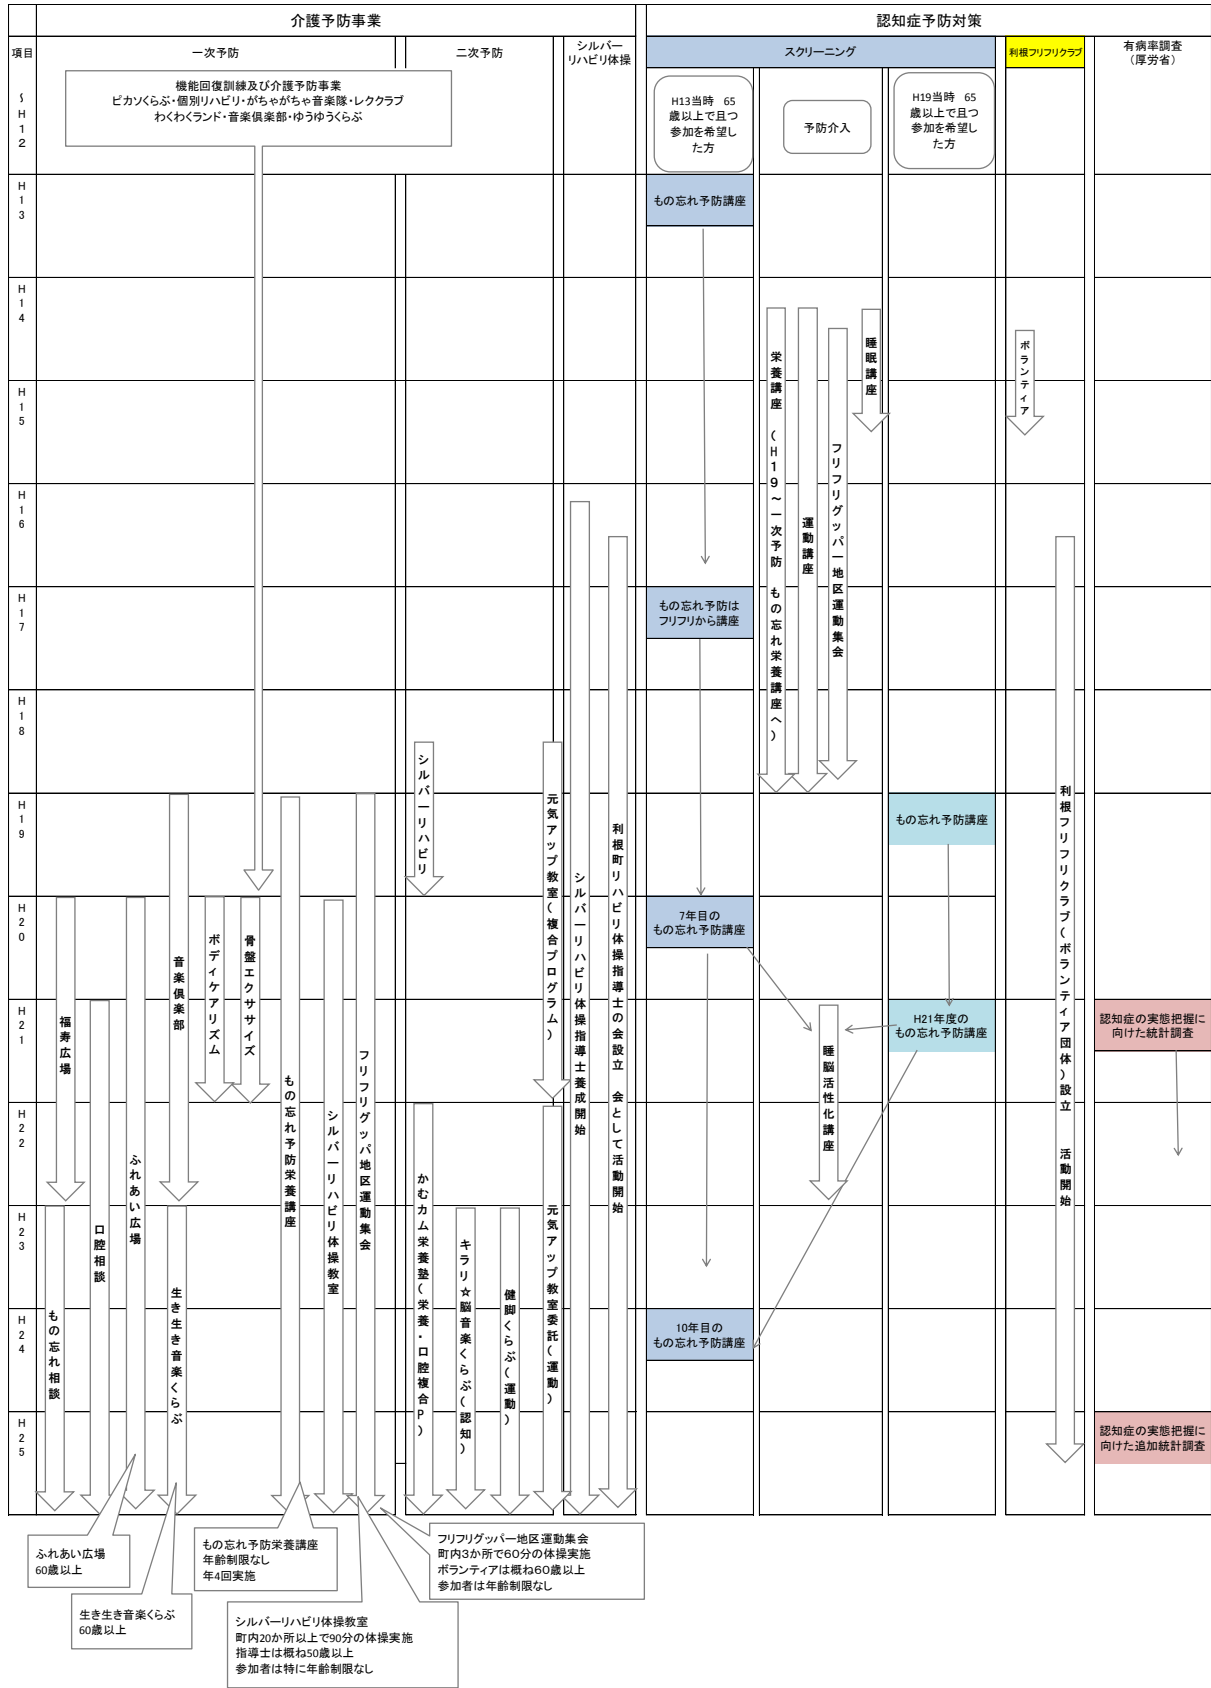 介護予防事業
認知症予防対策
項目
一次予防
二次予防
シルバー
リハビリ体操
スクリーニング
利根フリフリクラブ
有病率調査
(厚労省)
～H12
機能回復訓練及び介護予防事業
ピカソくらぶ・個別リハビリ・がちゃがちゃ音楽隊・レククラブ
わくわくランド・音楽倶楽部・ゆうゆうくらぶ
H13当時 65
歳以上で且つ
参加を希望し
た方
予防介入
H19当時 65
歳以上で且つ
参加を希望し
た方
H13
もの忘れ予防講座
H14
栄養講座 (H19～一次予防 もの忘れ栄養講座へ)
運動講座
フリフリグッパー地区運動集会
睡眠講座
ボランティア
H15
H16
シルバーリハビリ体操指導士養成開始
利根町リハビリ体操指導士の会設立 会として活動開始
利根フリフリクラブ(ボランティア団体)設立 活動開始
H17
もの忘れ予防は
フリフリから講座
H18
シルバーリハビリ
元気アップ教室(複合プログラム)
H19
音楽倶楽部
もの忘れ予防栄養講座
フリフリグッパ地区運動集会
もの忘れ予防講座
H20
福寿広場
ふれあい広場
ボディケアリズム
骨盤エクササイズ
シルバーリハビリ体操教室
7年目の
もの忘れ予防講座
H21
口腔相談
睡脳活性化講座
H21年度の
もの忘れ予防講座
認知症の実態把握に
向けた統計調査
H22
かむカム栄養塾(栄養・口腔複合P)
元気アップ教室委託(運動)
H23
もの忘れ相談
生き生き音楽くらぶ
キラリ☆脳音楽くらぶ(認知)
健脚くらぶ(運動)
H24
10年目の
もの忘れ予防講座
H25
認知症の実態把握に
向けた追加統計調査
ふれあい広場
60歳以上
生き生き音楽くらぶ
60歳以上
もの忘れ予防栄養講座
年齢制限なし
年4回実施
シルバーリハビリ体操教室
町内20か所以上で90分の体操実施
指導士は概ね50歳以上
参加者は特に年齢制限なし
フリフリグッパー地区運動集会
町内3か所で60分の体操実施
ボランティアは概ね60歳以上
参加者は年齢制限なし